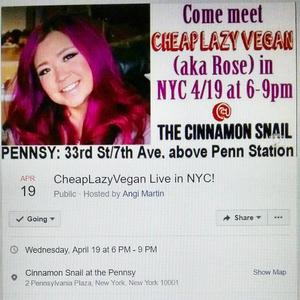 Come meet
CHEAP LAZY VEGAN
(aka Rose) in
NYC 4/19 at 6-9pm
@
THE CINNAMON SNAIL
PENNSY: 33rd St/7th Ave, above Penn Station
APR
19
CheapLazyVegan Live in NYC!
Public · Hosted by Angi Martin
Going
Share
Wednesday, April 19 at 6 PM - 9 PM
Cinnamon Snail at the Pennsy
Show Map
2 Pennsylvania Plaza, New York, New York 10001